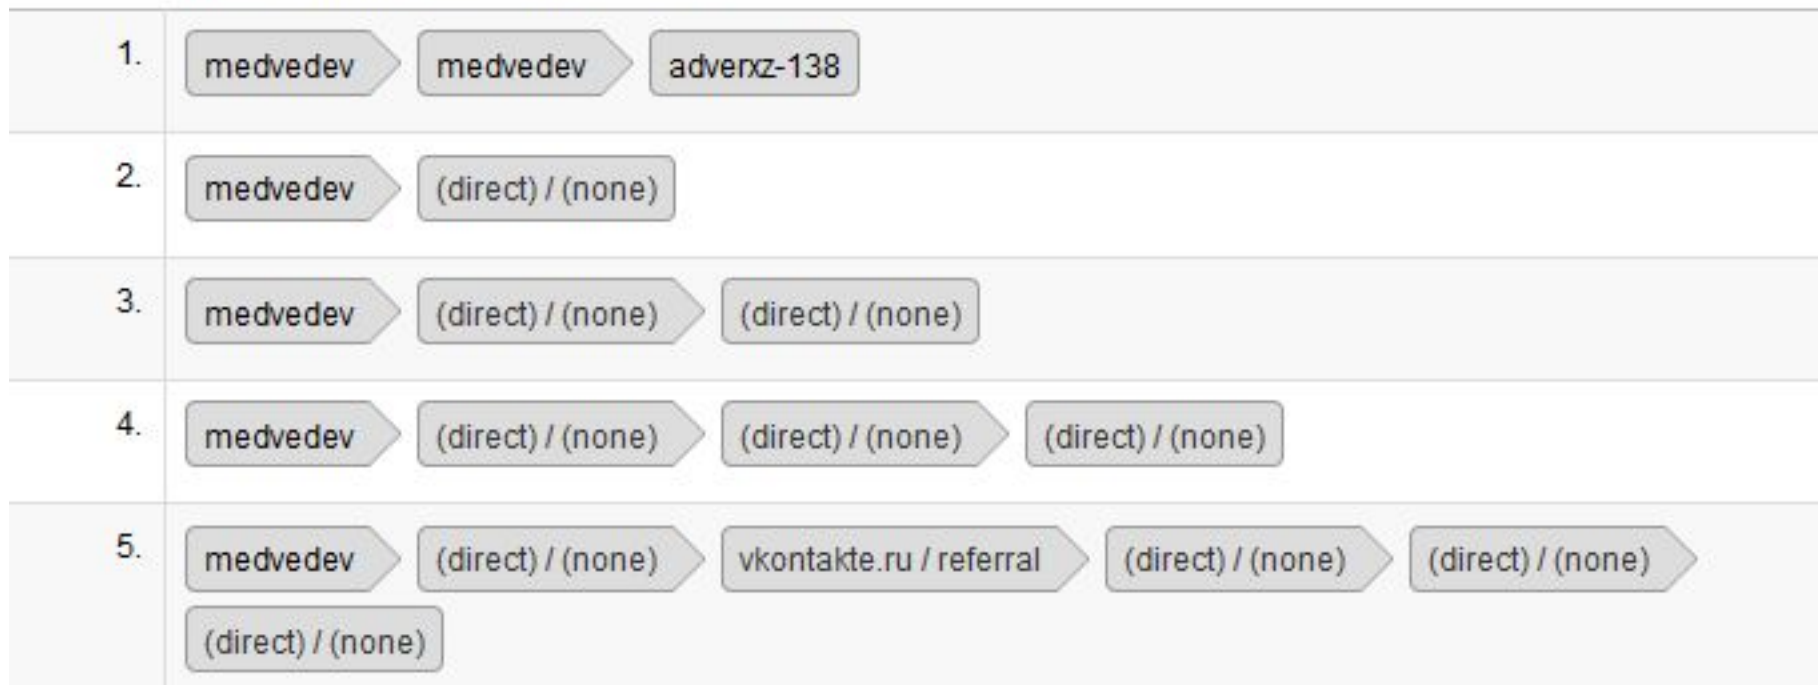 1. medvedev medvedev adverxz-138
2. medvedev (direct) / (none)
3. medvedev (direct) / (none) (direct) / (none)
4. medvedev (direct) / (none) (direct) / (none) (direct) / (none)
5. medvedev (direct) / (none) vkontakte.ru / referral (direct) / (none) (direct) / (none)
(direct) / (none)